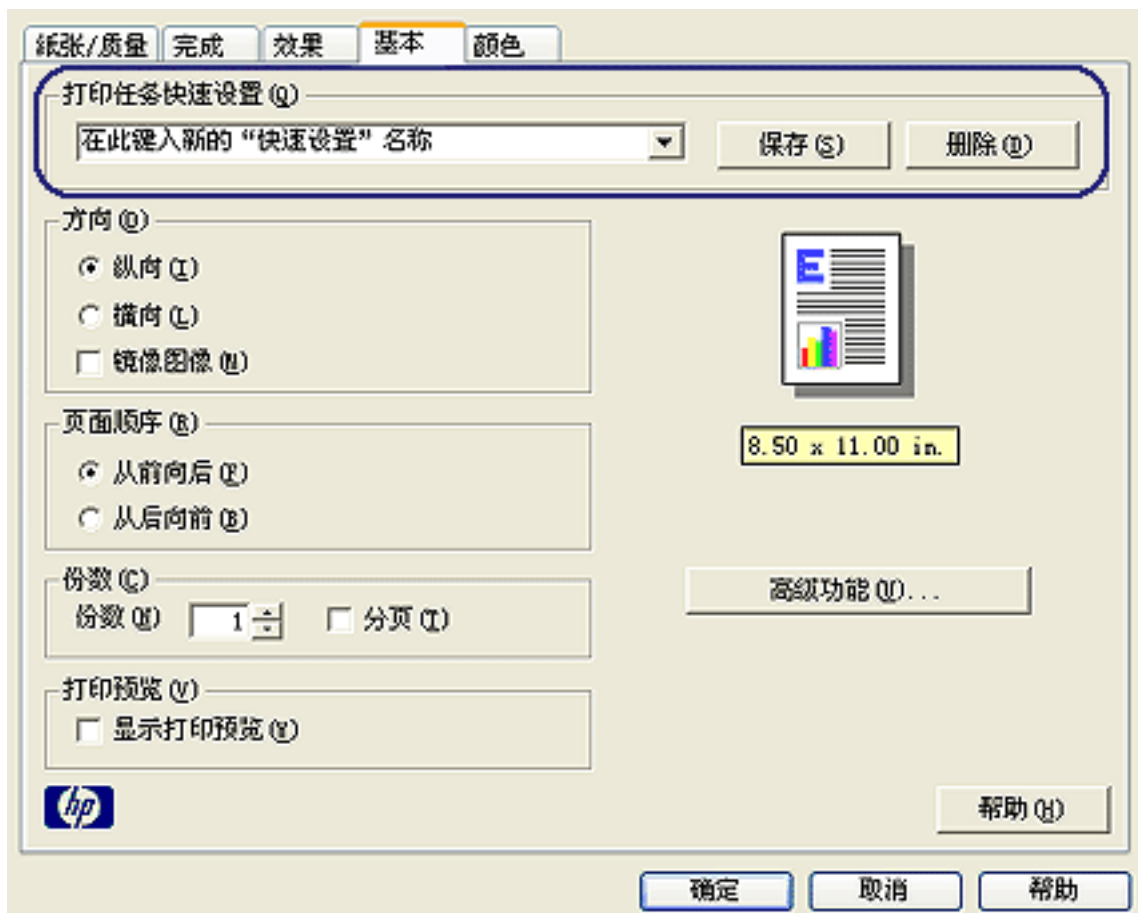 纸张/质量 完成 效果 基本 颜色
打印任务快速设置(Q)
在此键入新的“快速设置”名称 保存(S) 删除(D)
方向(O)
纵向(I)
横向(L)
镜像图像(N)
E
8.50 x 11.00 in.
页面顺序(R)
从前向后(F)
从后向前(B)
份数(C)
份数(N) 1 分页(T)
高级功能(U)...
打印预览(V)
显示打印预览(Y)
hp
帮助(H)
确定 取消 帮助